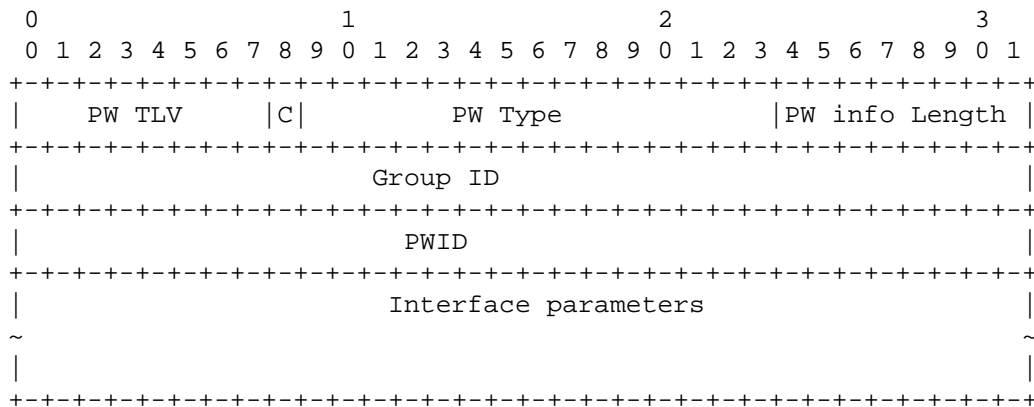 0                   1                   2                   3
0 1 2 3 4 5 6 7 8 9 0 1 2 3 4 5 6 7 8 9 0 1 2 3 4 5 6 7 8 9 0 1
+-+-+-+-+-+-+-+-+-+-+-+-+-+-+-+-+-+-+-+-+-+-+-+-+-+-+-+-+-+-+-+-+
|    PW TLV     |C|         PW Type             |PW info Length |
+-+-+-+-+-+-+-+-+-+-+-+-+-+-+-+-+-+-+-+-+-+-+-+-+-+-+-+-+-+-+-+-+
|                      Group ID                                 |
+-+-+-+-+-+-+-+-+-+-+-+-+-+-+-+-+-+-+-+-+-+-+-+-+-+-+-+-+-+-+-+-+
|                        PWID                                   |
+-+-+-+-+-+-+-+-+-+-+-+-+-+-+-+-+-+-+-+-+-+-+-+-+-+-+-+-+-+-+-+-+
|                       Interface parameters                    |
~                                                               ~
|                                                               |
+-+-+-+-+-+-+-+-+-+-+-+-+-+-+-+-+-+-+-+-+-+-+-+-+-+-+-+-+-+-+-+-+